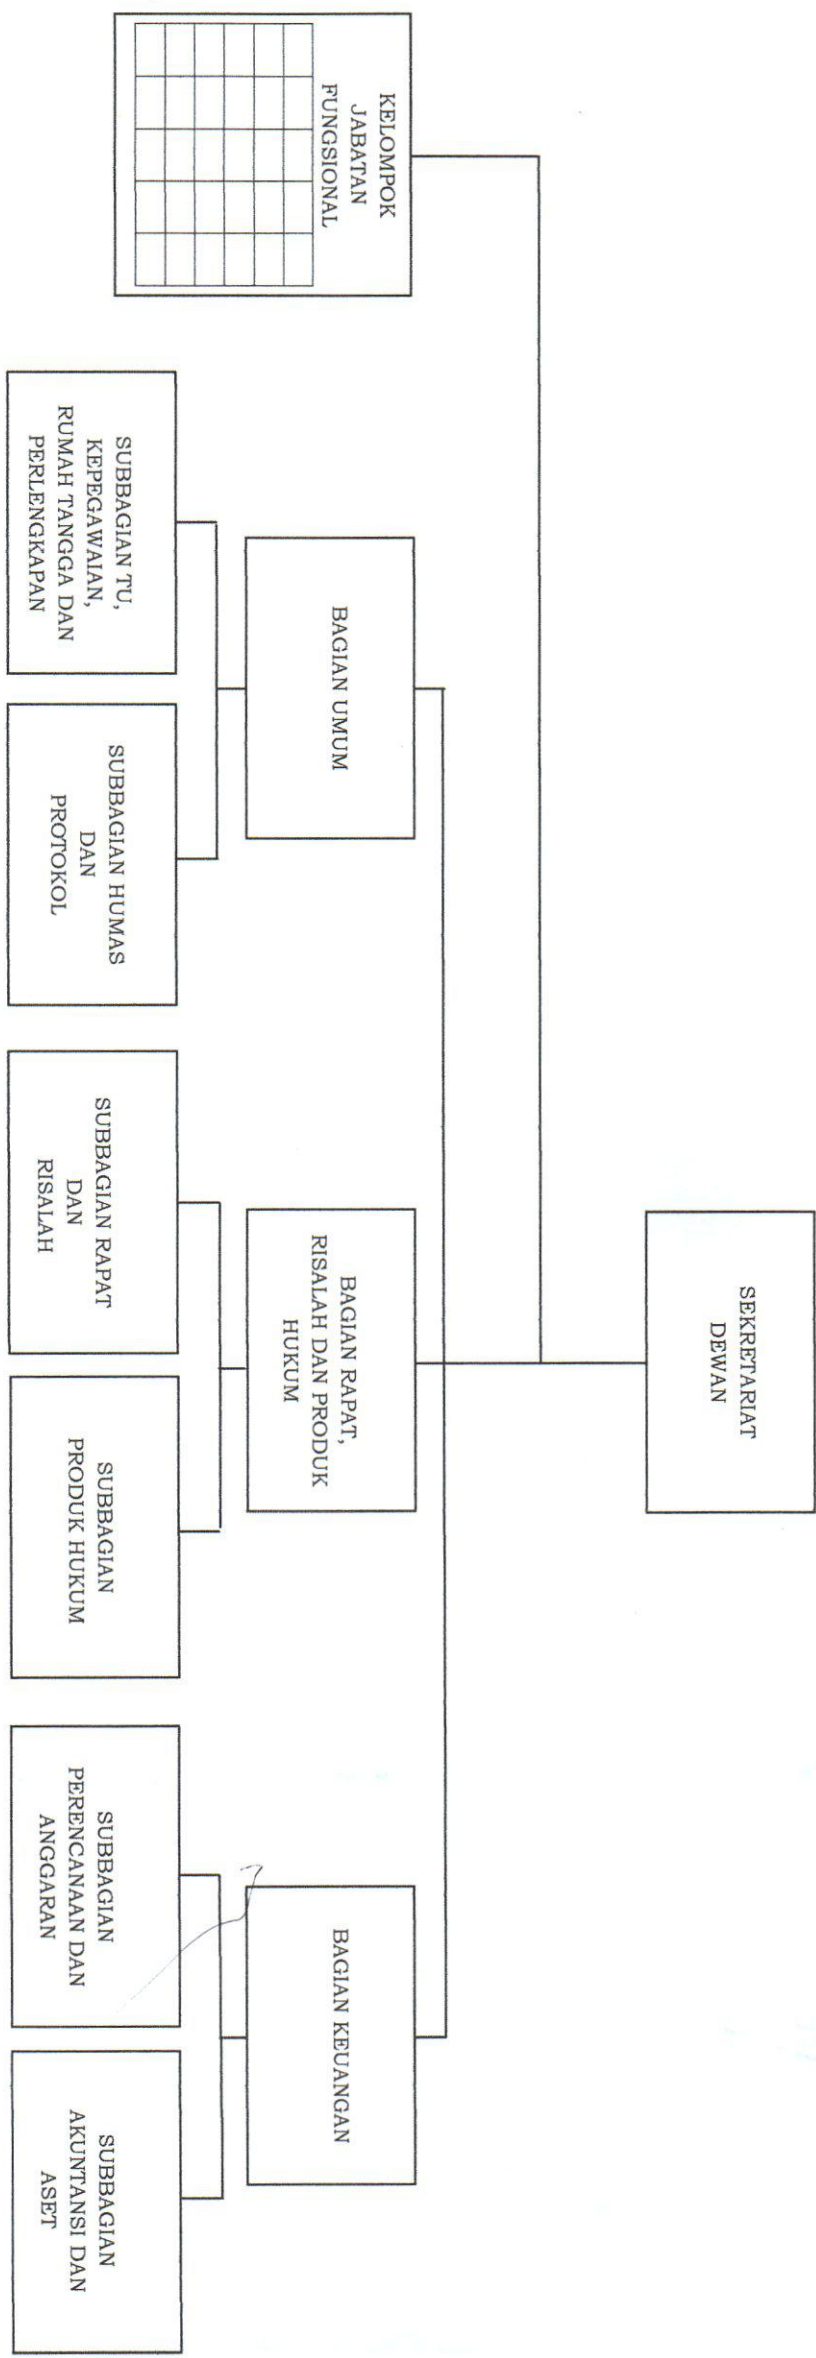 SEKRETARIAT
DEWAN
KELOMPOK
JABATAN
FUNGSIONAL
BAGIAN UMUM
BAGIAN RAPAT,
RISALAH DAN PRODUK
HUKUM
BAGIAN KEUANGAN
SUBBAGIAN TU,
KEPEGAWAIAN,
RUMAH TANGGA DAN
PERLENGKAPAN
SUBBAGIAN HUMAS
DAN
PROTOKOL
SUBBAGIAN RAPAT
DAN
RISALAH
SUBBAGIAN
PRODUK HUKUM
SUBBAGIAN
PERENCANAAN DAN
ANGGARAN
SUBBAGIAN
AKUNTANSI DAN
ASET